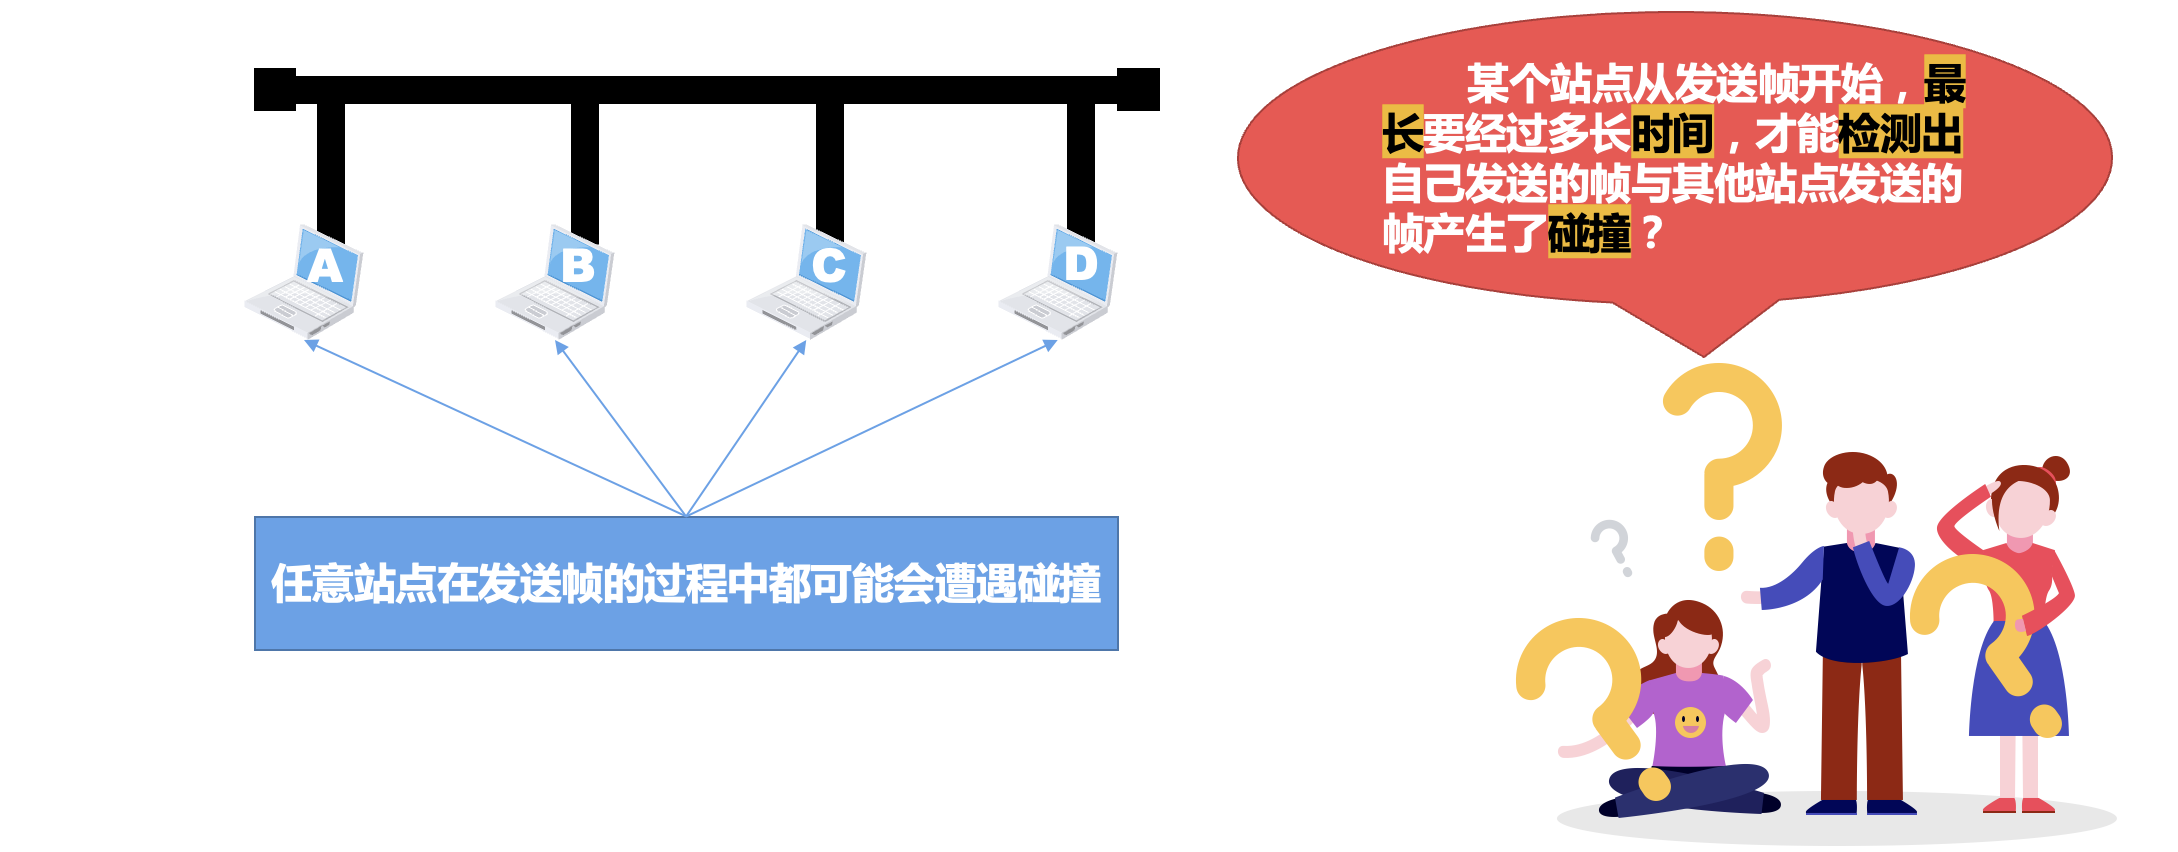 某个站点从发送帧开始，最
长要经过多长时间，才能检测出
自己发送的帧与其他站点发送的
帧产生了碰撞？
A
B
C
D
任意站点在发送帧的过程中都可能会遭遇碰撞